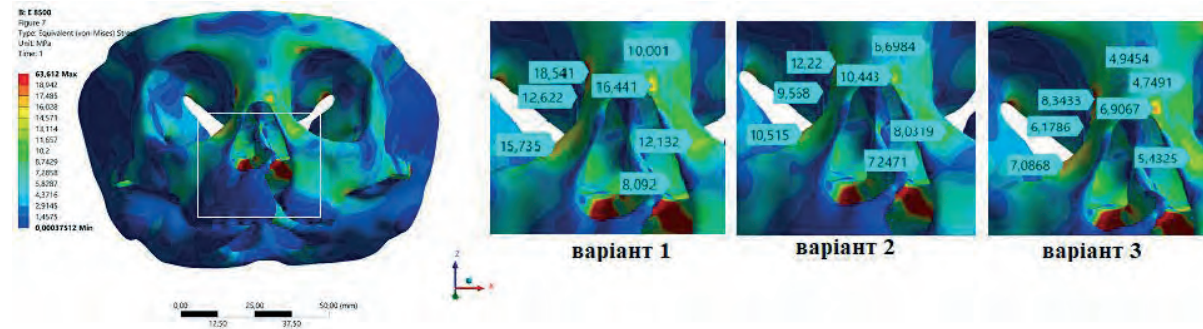 B: E 8500
Figure 7
Type: Equivalent (von-Mises) Stre
Unit: MPa
Time: 1
63,612 Max
18,942
17,485
16,028
14,571
13,114
11,657
10,2
8,7429
7,2858
5,8287
4,3716
2,9145
1,4575
0,00037512 Min
0,00
25,00
50,00 (mm)
12,50
37,50
Z
X
10,001
18,541
16,441
12,622
15,735
12,132
8,092
варіант 1
6,6984
12,22
10,443
9,568
10,515
8,0319
7,2471
варіант 2
4,9454
4,7491
8,3433
6,9067
6,1786
7,0868
5,4325
варіант 3